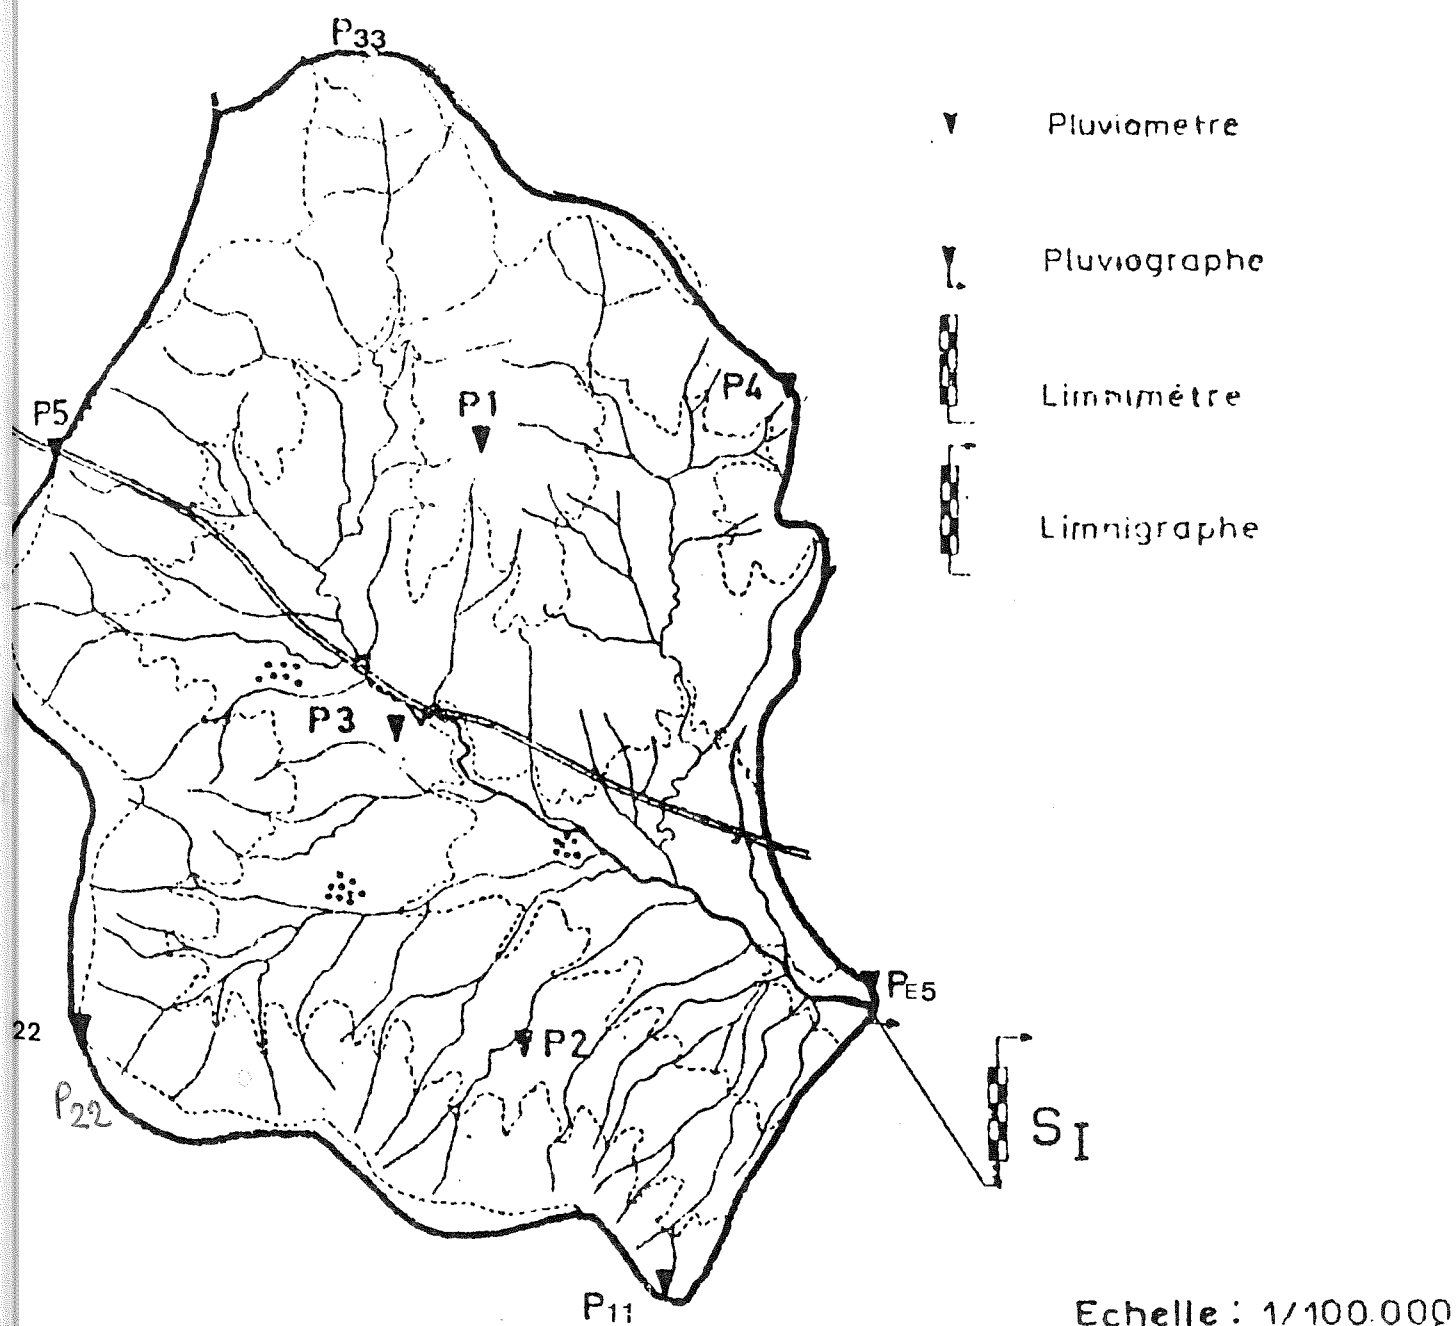 P33
Pluviometre
Pluviographe
P4
Limnimétre
P1
P5
Limnigraphe
P3
PE5
22
P2
P22
SI
P11
Echelle : 1/100.000